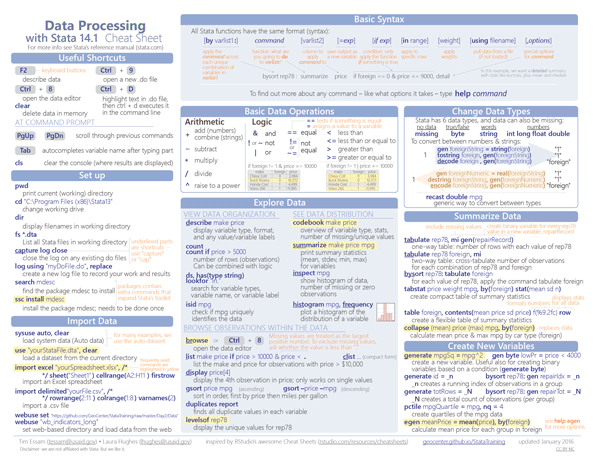 Data Processing
with Stata 14.1 Cheat Sheet
For more info see Stata's reference manual (stata.com)
Useful Shortcuts
F2 keyboard buttons Ctrl + 9
describe data open a new .do file
Ctrl + 8 Ctrl + D
open the data editor highlight text in .do file,
clear then ctrl + d executes it
delete data in memory in the command line
AT COMMAND PROMPT
PgUp PgDn scroll through previous commands
Tab autocompletes variable name after typing part
cls clear the console (where results are displayed)
Set up
pwd
print current (working) directory
cd "C:\Program Files (x86)\Stata13"
change working directory
dir
display filenames in working directory
fs *.dta
List all Stata files in working directory
capture log close
close the log on any existing do files
underlined parts
are shortcuts –
use "capture"
or "cap"
log using "myDoFile.do", replace
create a new log file to record your work and results
search mdesc
find the package mdesc to install
packages contain
extra commands that
expand Stata's toolkit
ssc install mdesc
install the package mdesc; needs to be done once
Import Data
sysuse auto, clear
load system data (Auto data)
for many examples, we
use the auto dataset.
use "yourStataFile.dta", clear
load a dataset from the current directory
import excel "yourSpreadsheet.xlsx", /*
*/ sheet("Sheet1") cellrange(A2:H11) firstrow
import an Excel spreadsheet
import delimited"yourFile.csv", /*
*/ rowrange(2:11) colrange(1:8) varnames(2)
import a .csv file
webuse set "https://github.com/GeoCenter/StataTraining/raw/master/Day2/Data"
webuse "wb_indicators_long"
set web-based directory and load data from the web
Basic Syntax
All Stata functions have the same format (syntax):
[by varlist1:] command [varlist2] [=exp] [if exp] [in range] [weight] [using filename] [,options]
apply the
command across
each unique
combination of
variables in
varlist1
function: what are
you going to do
to varlists?
column to
apply
command to
save output as
a new variable
condition: only
apply the function
if something is true
apply to
specific rows
apply
weights
pull data from a file
(if not loaded)
special options
for command
bysort rep78 : summarize price if foreign == 0 & price <= 9000, detail
To find out more about any command – like what options it takes – type help command
Basic Data Operations
Arithmetic
+ add (numbers)
combine (strings)
− subtract
* multiply
/ divide
^ raise to a power
Logic
== tests if something is equal
= assigns a value to a variable
& and
! or ~ not
| or
== equal
!= not
~= equal
< less than
<= less than or equal to
> greater than
>= greater or equal to
if foreign != 1 & price >= 10000
if foreign != 1 | price >= 10000
Explore Data
VIEW DATA ORGANIZATION
describe make price
display variable type, format,
and any value/variable labels
count
count if price > 5000
number of rows (observations)
Can be combined with logic
ds, has(type string)
lookfor "in."
search for variable types,
variable name, or variable label
isid mpg
check if mpg uniquely
identifies the data
SEE DATA DISTRIBUTION
codebook make price
overview of variable type, stats,
number of missing/unique values
summarize make price mpg
print summary statistics
(mean, stdev, min, max)
for variables
inspect mpg
show histogram of data,
number of missing or zero
observations
histogram mpg, frequency
plot a histogram of the
distribution of a variable
BROWSE OBSERVATIONS WITHIN THE DATA
browse or Ctrl + 8
open the data editor
Missing values are treated as the largest
positive number. To exclude missing values,
use the "less than" syntax
list make price if price > 10000 & price < . clist ... (compact form)
list the make and price for observations with price > $10,000
display price[4]
display the 4th observation in price; only works on single values
gsort price mpg (ascending) gsort –price –mpg (descending)
sort in order, first by price then miles per gallon
duplicates report
finds all duplicate values in each variable
levelsof rep78
display the unique values for rep78
Change Data Types
Stata has 6 data types, and data can also be missing:
no data true/false words numbers
missing byte string int long float double
To convert between numbers & strings:
gen foreignString = string(foreign) "1"
1 tostring foreign, gen(foreignString) "1"
decode foreign , gen(foreignString) "foreign"
gen foreignNumeric = real(foreignString) "1"
1 destring foreignString, gen(foreignNumeric) "1"
encode foreignString, gen(foreignNumeric) "foreign"
recast double mpg
generic way to convert between types
Summarize Data
include missing values
create binary variable for every rep78
value in a new variable, repairRecord
tabulate rep78, mi gen(repairRecord)
one-way table: number of rows with each value of rep78
tabulate rep78 foreign, mi
two-way table: cross-tabulate number of observations
for each combination of rep78 and foreign
bysort rep78: tabulate foreign
for each value of rep78, apply the command tabulate foreign
tabstat price weight mpg, by(foreign) stat(mean sd n)
create compact table of summary statistics
table foreign, contents(mean price sd price) f(%9.2fc) row
create a flexible table of summary statistics
collapse (mean) price (max) mpg, by(foreign) replaces data
calculate mean price & max mpg by car type (foreign)
Create New Variables
generate mpgSq = mpg^2 gen byte lowPr = price < 4000
create a new variable. Useful also for creating binary
variables based on a condition (generate byte)
generate id = _n bysort rep78: gen repairIdx = _n
_n creates a running index of observations in a group
generate totRows = _N bysort rep78: gen repairTot = _N
_N creates a total count of observations (per group)
pctile mpgQuartile = mpg, nq = 4
create quartiles of the mpg data
egen meanPrice = mean(price), by(foreign)
calculate mean price for each group in foreign
see help egen
for more options
Tim Essam (tessam@usaid.gov) • Laura Hughes (lhughes@usaid.gov) inspired by RStudio's awesome Cheat Sheets (rstudio.com/resources/cheatsheets) geocenter.github.io/StataTraining updated January 2016
Disclaimer: we are not affiliated with Stata. But we like it. CC BY NC